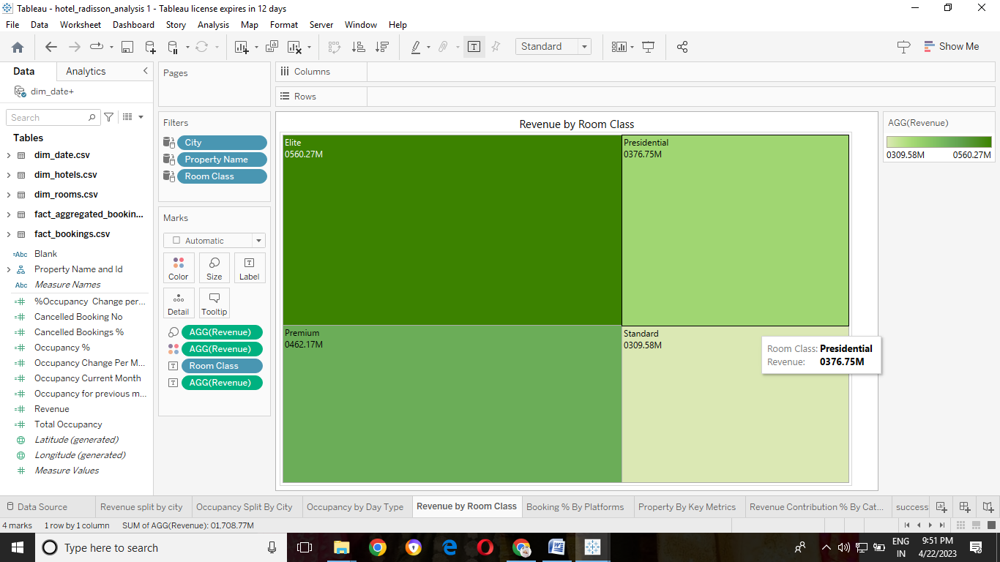 Tableau - hotel_radisson_analysis 1 - Tableau license expires in 12 days
File Data Worksheet Dashboard Story Analysis Map Format Server Window Help
Standard
Show Me
Data Analytics
dim_date+
Search
Tables
dim_date.csv
dim_hotels.csv
dim_rooms.csv
fact_aggregated_bookin...
fact_bookings.csv
=Abc Blank
Property Name and Id
Abc Measure Names
%Occupancy Change per...
Cancelled Booking No
Cancelled Bookings %
Occupancy %
Occupancy Change Per M...
Occupancy Current Month
Occupancy for previous m...
Revenue
Total Occupancy
Latitude (generated)
Longitude (generated)
Measure Values
Pages
Filters
City
Property Name
Room Class
Marks
Automatic
Color Size Label
Detail Tooltip
AGG(Revenue)
AGG(Revenue)
Room Class
AGG(Revenue)
Columns
Rows
Revenue by Room Class
Elite
0560.27M
Presidential
0376.75M
Premium
0462.17M
Standard
0309.58M
Room Class: Presidential
Revenue: 0376.75M
AGG(Revenue)
0309.58M 0560.27M
Data Source Revenue split by city Occupancy Split By City Occupancy by Day Type Revenue by Room Class Booking % By Platforms Property By Key Metrics Revenue Contribution % By Cat... success
4 marks 1 row by 1 column SUM of AGG(Revenue): 01,708.77M
Type here to search
ENG
IN
9:51 PM
4/22/2023